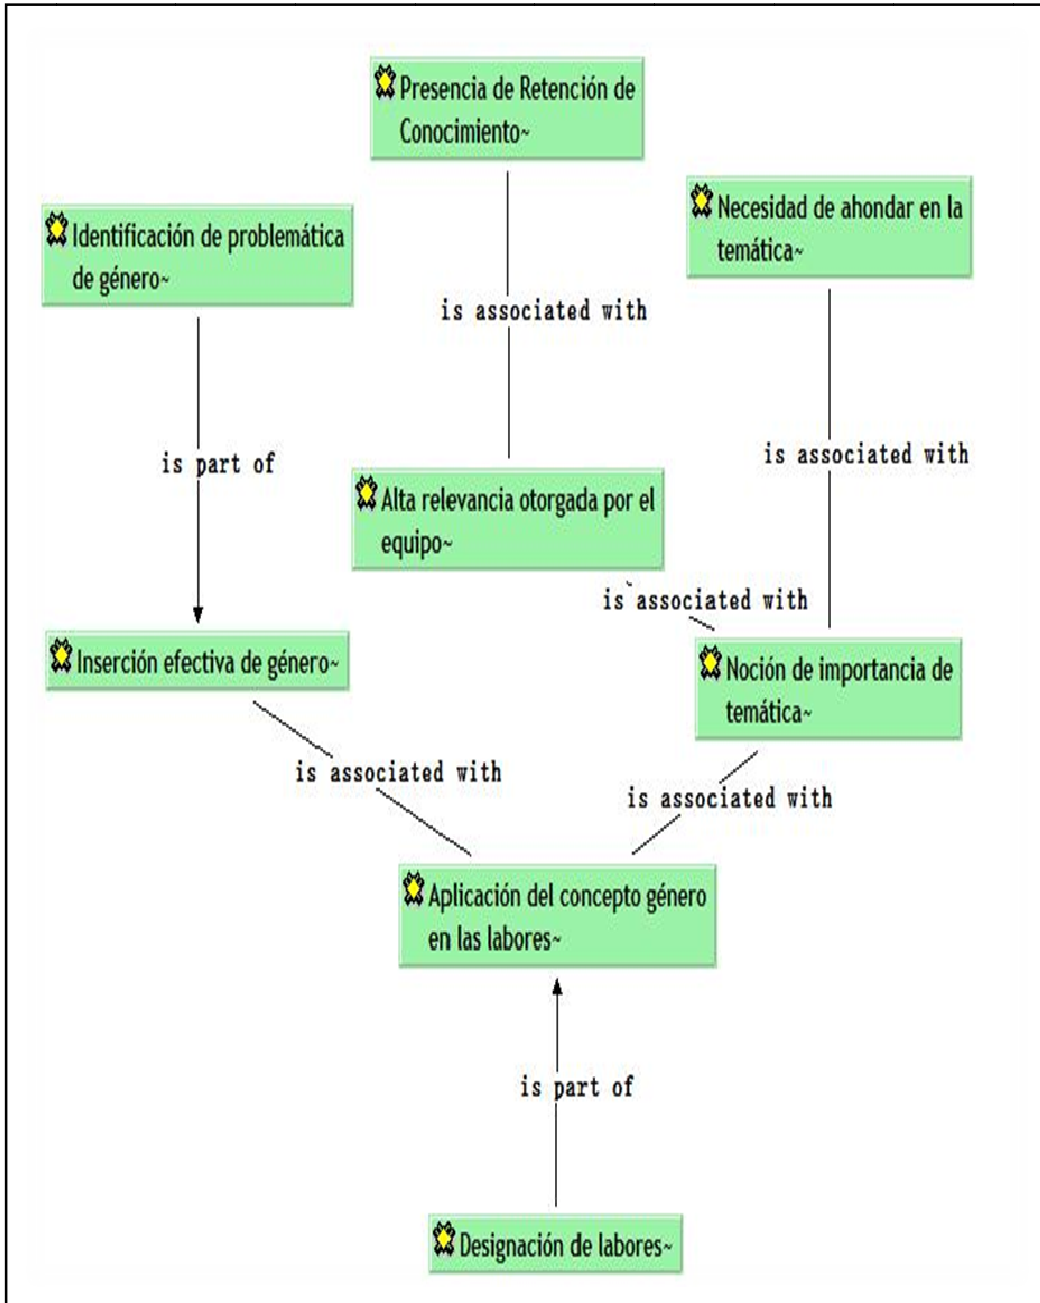 Presencia de Retención de
Conocimiento~
Necesidad de ahondar en la
temática~
Identificación de problemática
de género~
is associated with
is part of
is associated with
Alta relevancia otorgada por el
equipo~
is associated with
Inserción efectiva de género~
Noción de importancia de
temática~
is associated with
is associated with
Aplicación del concepto género
en las labores~
is part of
Designación de labores~